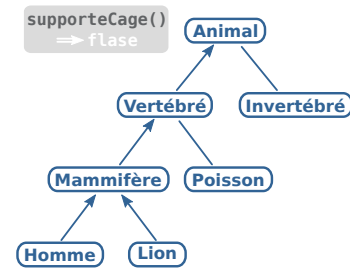 supporteCage()
⇒ flase
Animal
Vertébré
Invertébré
Mammifère
Poisson
Homme
Lion